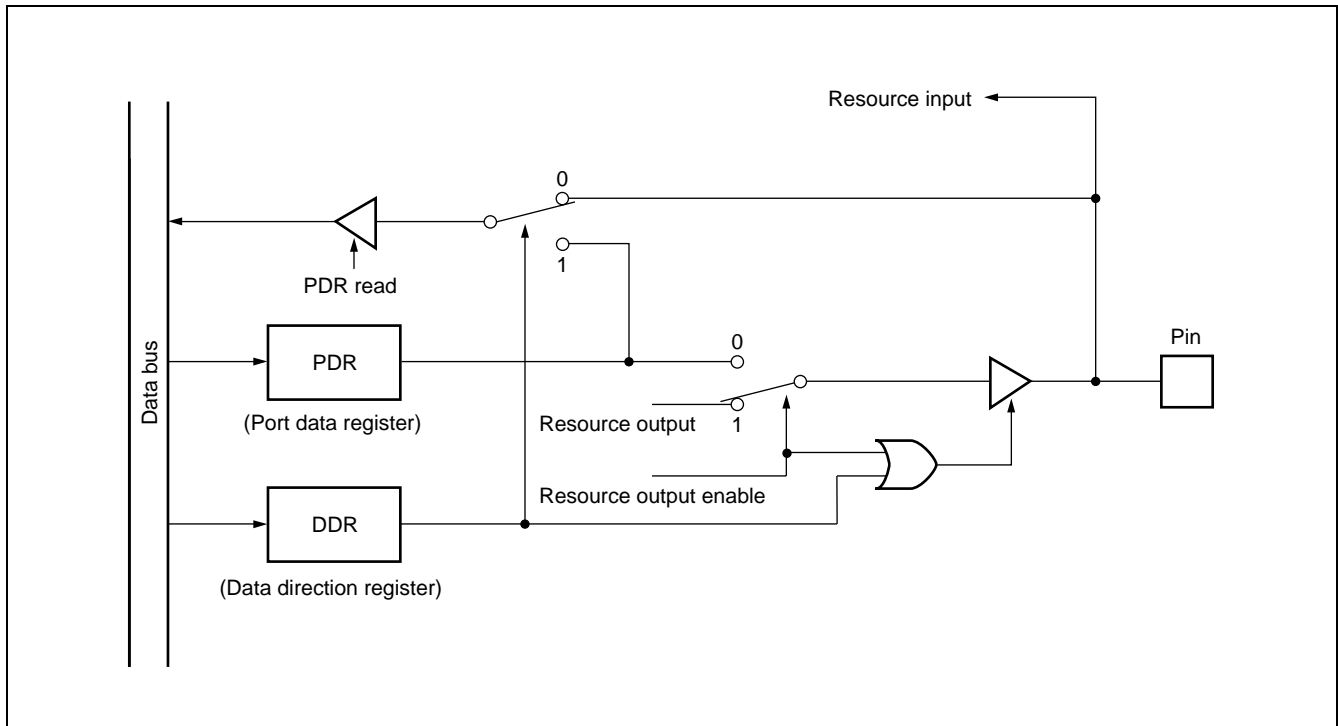 Resource input
0
1
PDR read
0
Pin
Data bus
PDR
(Port data register)
Resource output
1
Resource output enable
DDR
(Data direction register)